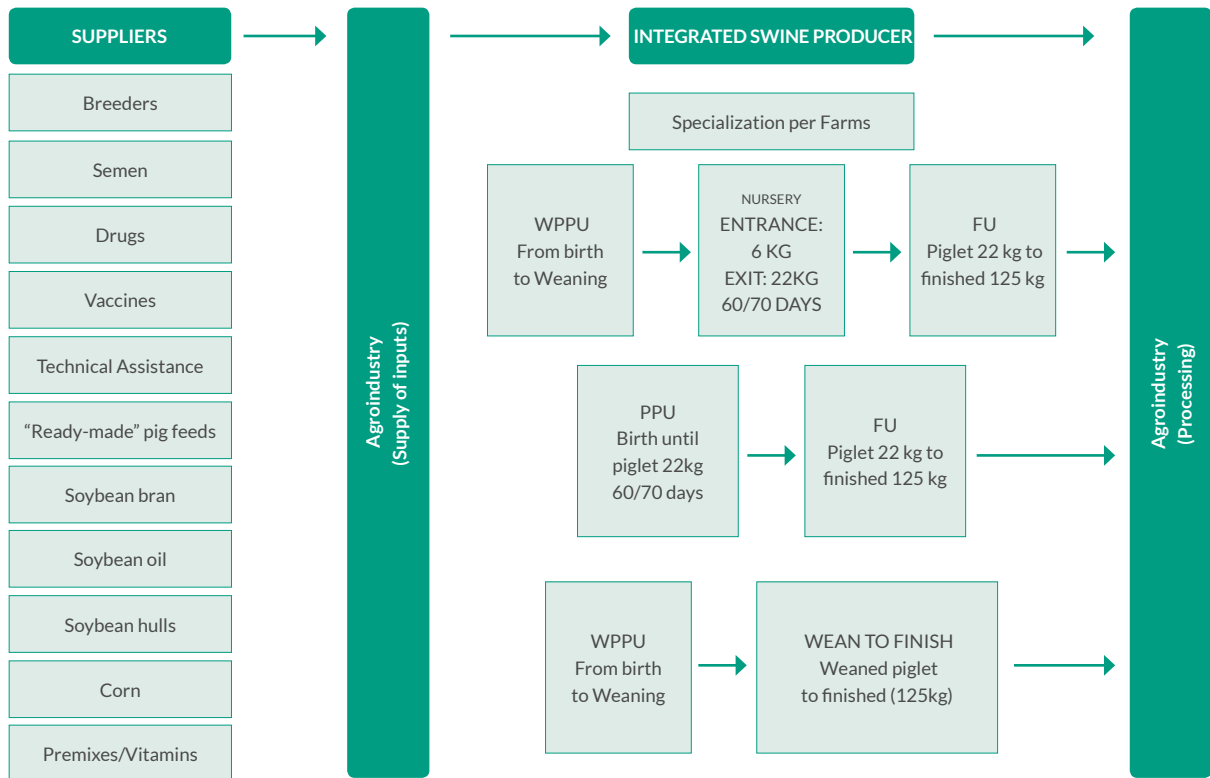 SUPPLIERS
Breeders
Semen
Drugs
Vaccines
Technical Assistance
“Ready-made” pig feeds
Soybean bran
Soybean oil
Soybean hulls
Corn
Premixes/Vitamins
Agroindustry
(Supply of inputs)
INTEGRATED SWINE PRODUCER
Specialization per Farms
WPPU
From birth
to Weaning
NURSERY
ENTRANCE:
6 KG
EXIT: 22KG
60/70 DAYS
FU
Piglet 22 kg to
finished 125 kg
PPU
Birth until
piglet 22kg
60/70 days
FU
Piglet 22 kg to
finished 125 kg
WPPU
From birth
to Weaning
WEAN TO FINISH
Weaned piglet
to finished (125kg)
Agroindustry
(Processing)